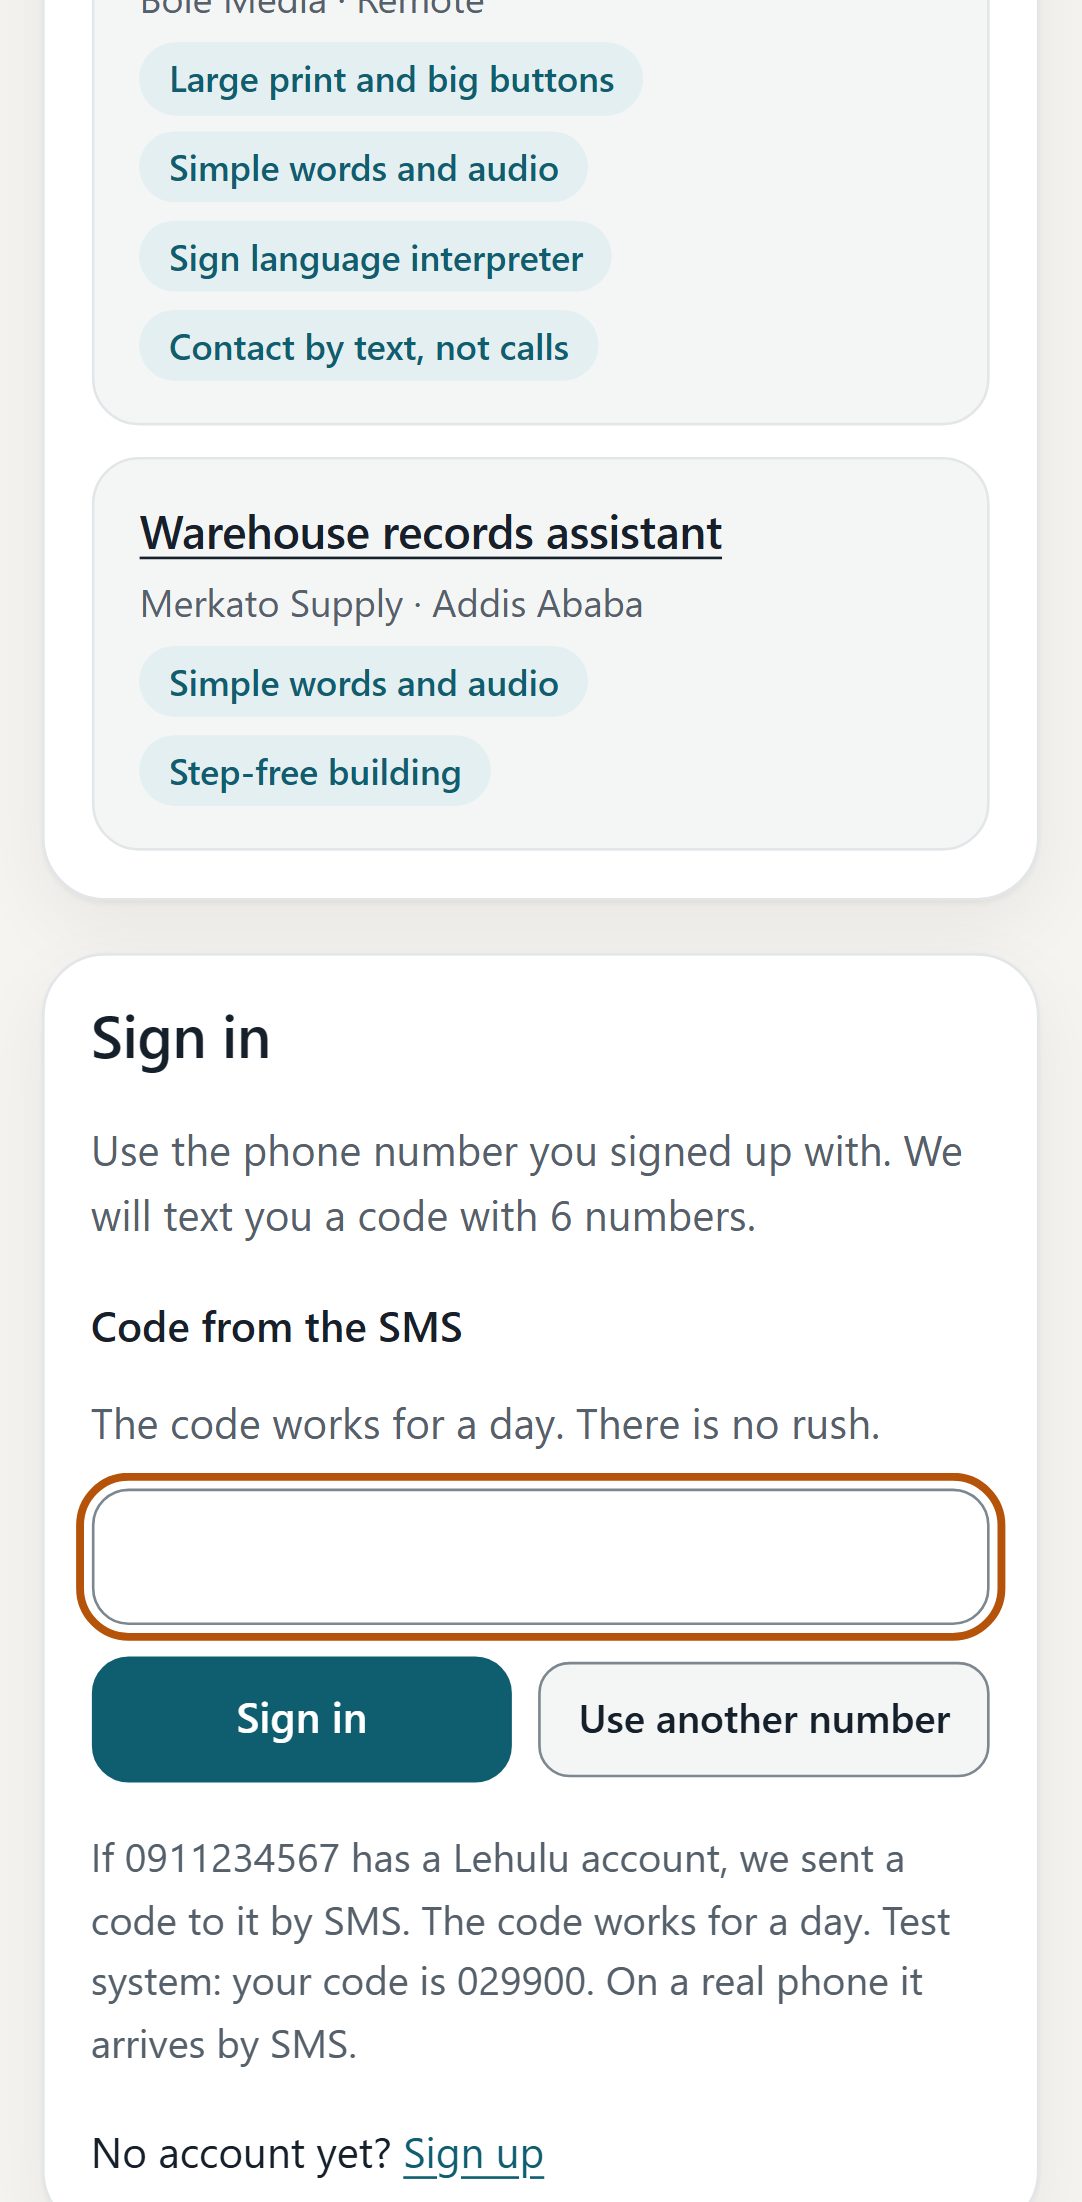 Bole Media · Remote
Large print and big buttons
Simple words and audio
Sign language interpreter
Contact by text, not calls
Warehouse records assistant
Merkato Supply · Addis Ababa
Simple words and audio
Step-free building
Sign in
Use the phone number you signed up with. We
will text you a code with 6 numbers.
Code from the SMS
The code works for a day. There is no rush.
Sign in
Use another number
If 0911234567 has a Lehulu account, we sent a
code to it by SMS. The code works for a day. Test
system: your code is 029900. On a real phone it
arrives by SMS.
No account yet? Sign up